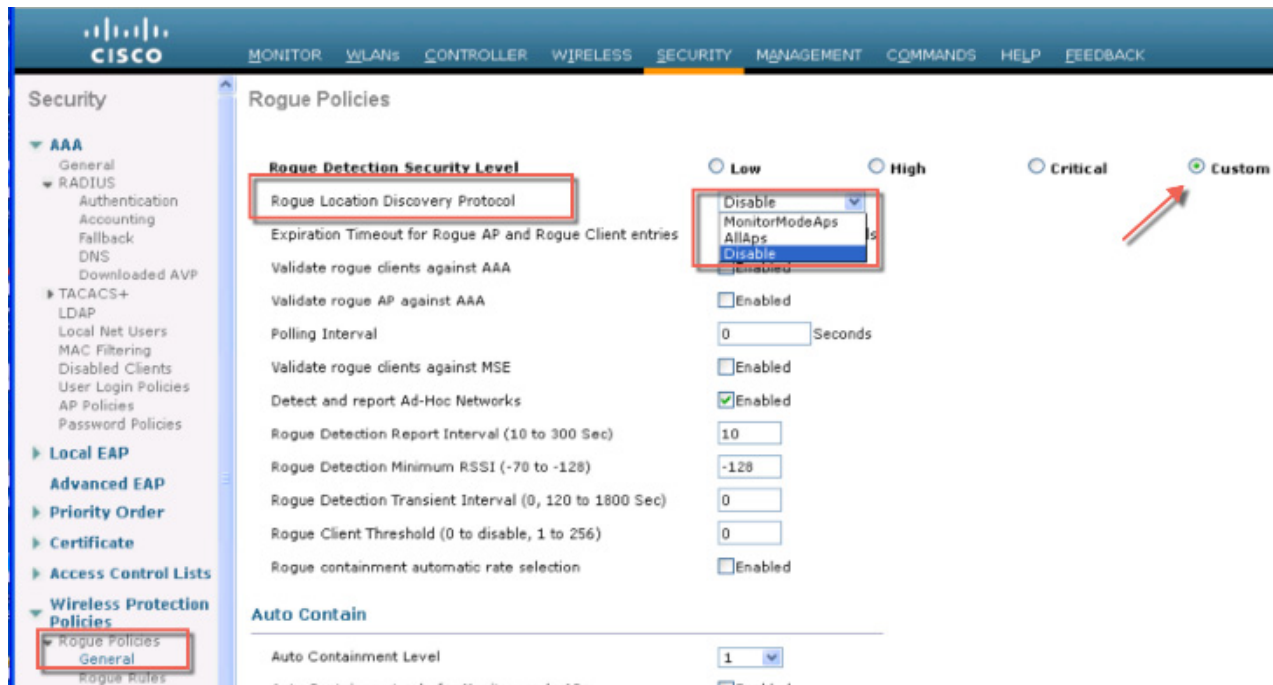 CISCO
MONITOR WLANs CONTROLLER WIRELESS SECURITY MANAGEMENT COMMANDS HELP FEEDBACK
Security
AAA
General
RADIUS
Authentication
Accounting
Fallback
DNS
Downloaded AVP
TACACS+
LDAP
Local Net Users
MAC Filtering
Disabled Clients
User Login Policies
AP Policies
Password Policies
Local EAP
Advanced EAP
Priority Order
Certificate
Access Control Lists
Wireless Protection
Policies
Rogue Policies
General
Rogue Rules
Rogue Policies
Rogue Detection Security Level Low High Critical Custom
Rogue Location Discovery Protocol Disable
MonitorModeAps
AllAps
Disable
Expiration Timeout for Rogue AP and Rogue Client entries
Validate rogue clients against AAA Enabled
Validate rogue AP against AAA Enabled
Polling Interval 0 Seconds
Validate rogue clients against MSE Enabled
Detect and report Ad-Hoc Networks Enabled
Rogue Detection Report Interval (10 to 300 Sec) 10
Rogue Detection Minimum RSSI (-70 to -128) -128
Rogue Detection Transient Interval (0, 120 to 1800 Sec) 0
Rogue Client Threshold (0 to disable, 1 to 256) 0
Rogue containment automatic rate selection Enabled
Auto Contain
Auto Containment Level 1